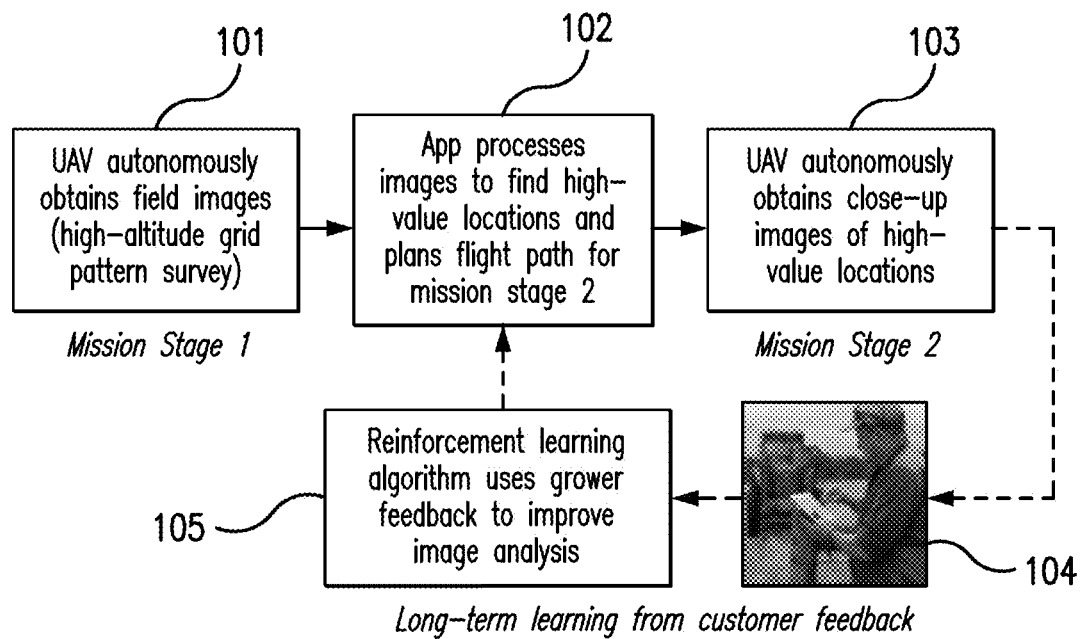 101
102
103
UAV autonomously
obtains field images
(high-altitude grid
pattern survey)
App processes
images to find high-
value locations and
plans flight path for
mission stage 2
UAV autonomously
obtains close-up
images of high-
value locations
Mission Stage 1
Mission Stage 2
Reinforcement learning
algorithm uses grower
feedback to improve
image analysis
105
104
Long-term learning from customer feedback